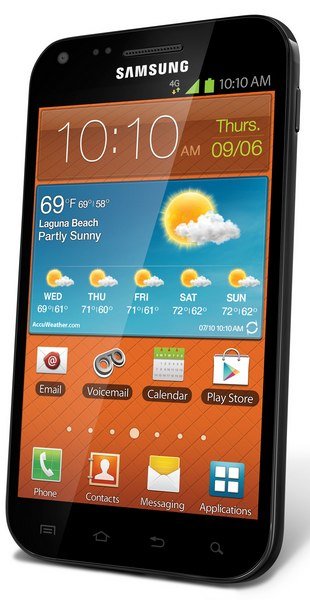 SAMSUNG
4G 10:10 AM
10:10 AM
Thurs.
09/06
69°F 69°/58°
Laguna Beach
Partly Sunny
WED THU FRI SAT SUN
69°/61° 71°/60° 71°/61° 72°/62° 72°/62°
AccuWeather.com 07/10 10:10 AM
Email Voicemail Calendar Play Store
Phone Contacts Messaging Applications